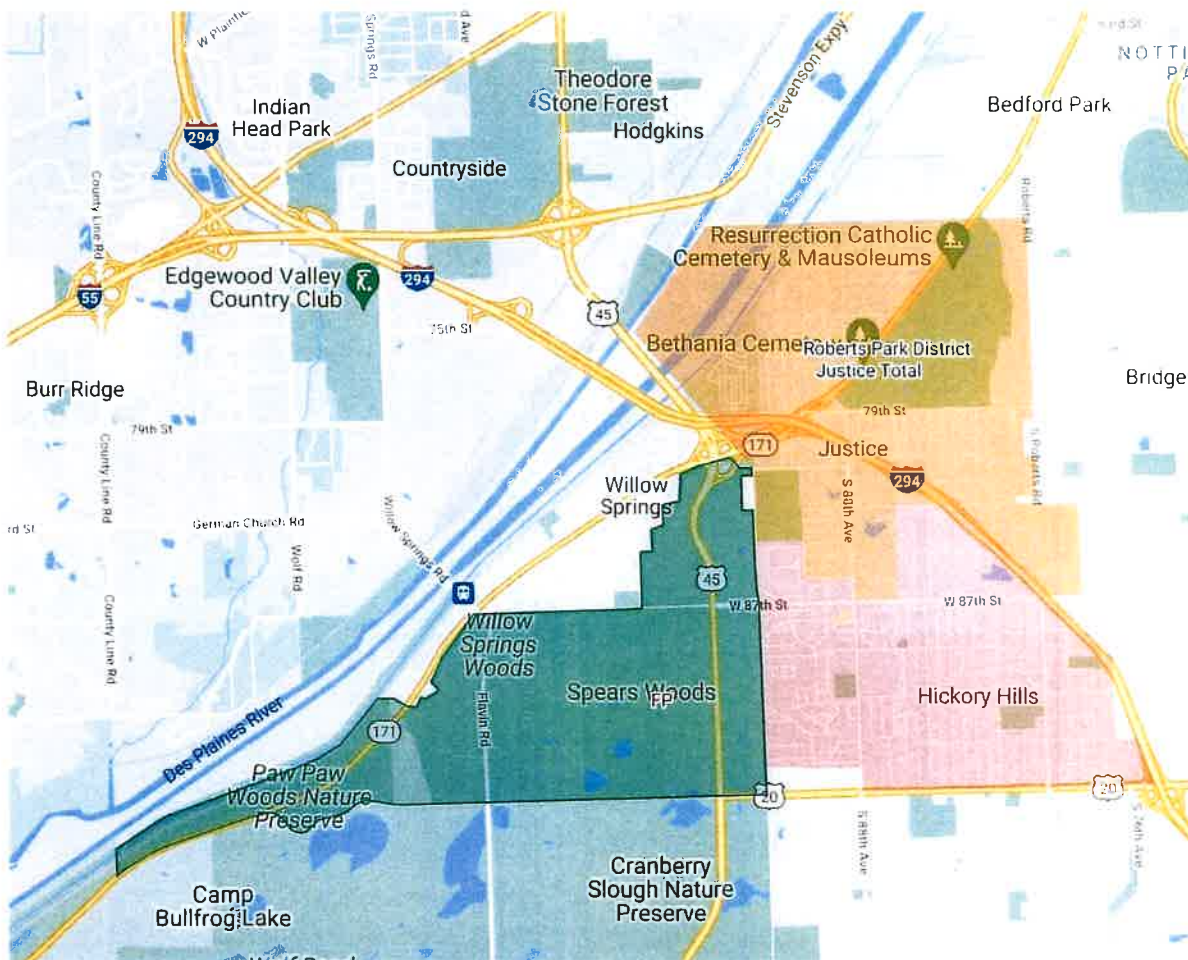 Indian
Head Park
Springs Rd
Theodore
Stone Forest
Hodgkins
Stevenson Expy
Bedford Park
294
Countryside
County Line Rd
Roberts Rd
Resurrection Catholic
Cemetery & Mausoleums
Edgewood Valley
Country Club
294
55
45
75th St
Bethania
Roberts Park District
Justice Total
Burr Ridge
Bridge
79th St
79th St
171
Justice
County Line Rd
S Roberts Rd
294
S 88th Ave
Willow
Springs
German Church Rd
Willow Springs Rd
Wolf Rd
45
W 87th St
W 87th St
County Line Rd
Willow
Springs
Woods
Spears Woods
FP
Hickory Hills
Flavin Rd
171
Des Plaines River
Paw Paw
Woods Nature
Preserve
20
20
S 88th Ave
S 76th Ave
Cranberry
Slough Nature
Preserve
Camp
Bullfrog Lake